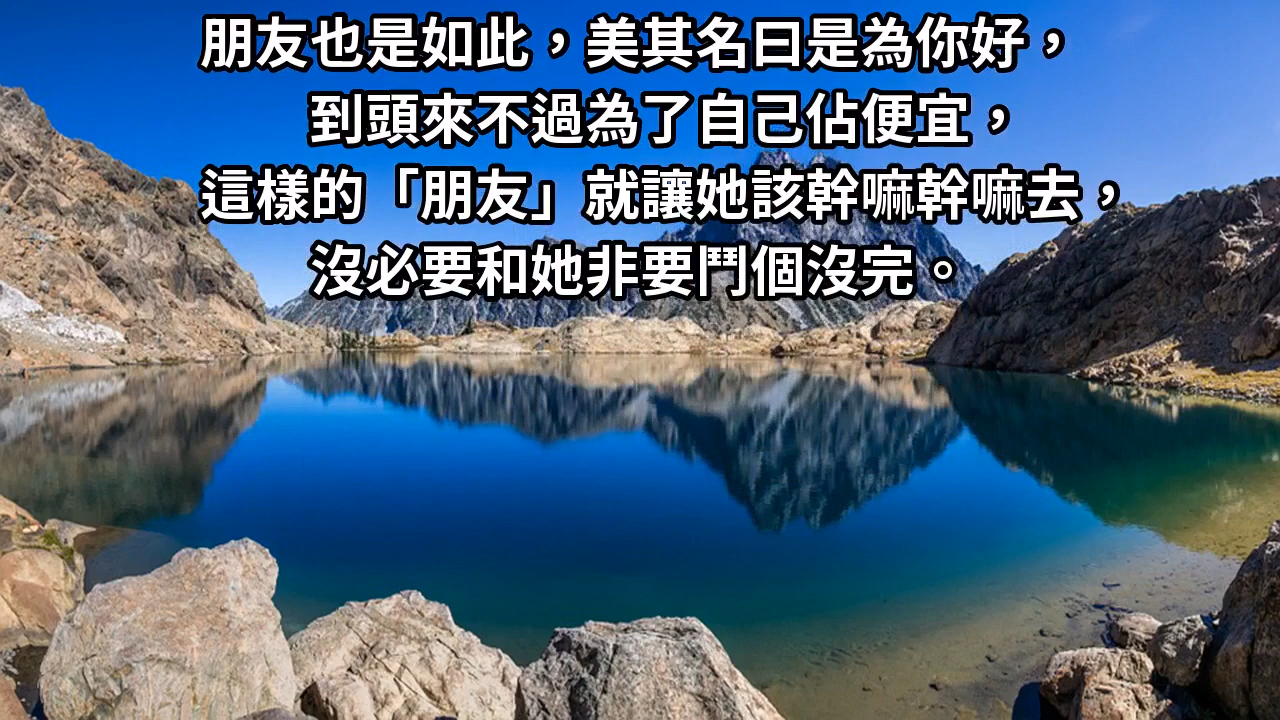 朋友也是如此，美其名曰是為你好，
到頭來不過為了自己佔便宜，
這樣的「朋友」就讓她該幹嘛幹嘛去，
沒必要和她非要鬥個沒完。